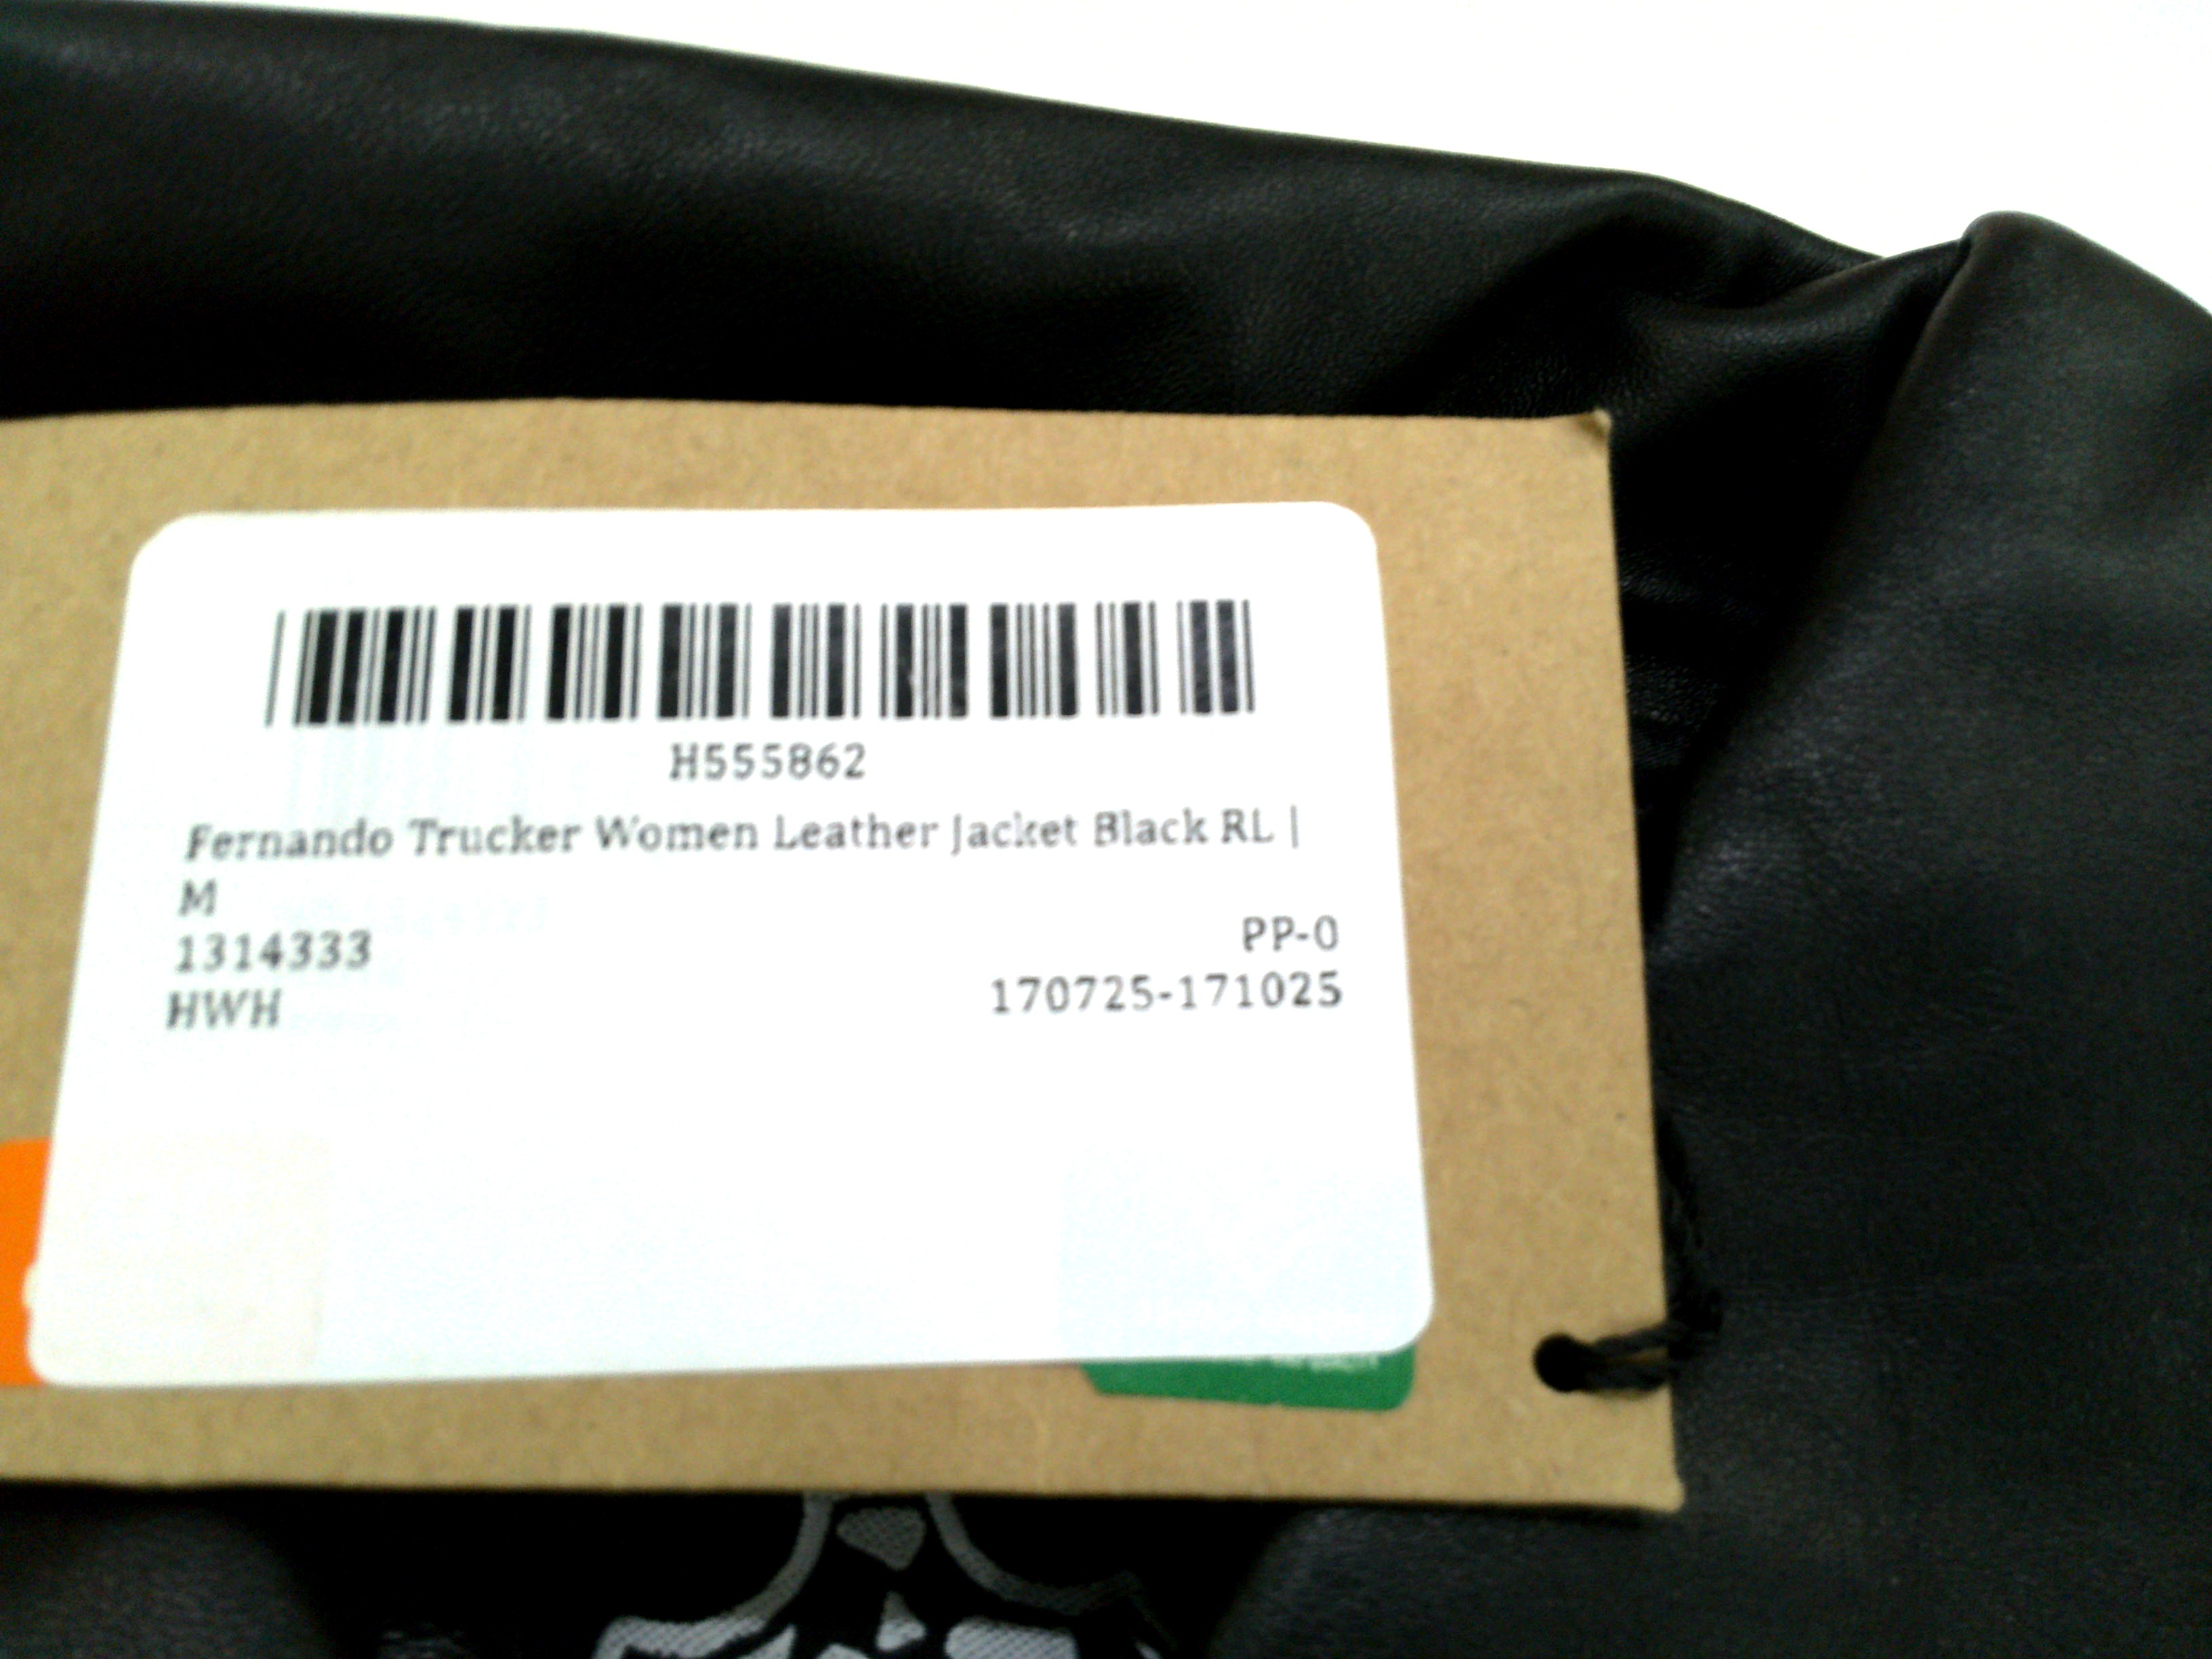 H555862
Fernando Trucker Women Leather Jacket Black RL |
M
1314333
PP-0
HWH
170725-171025